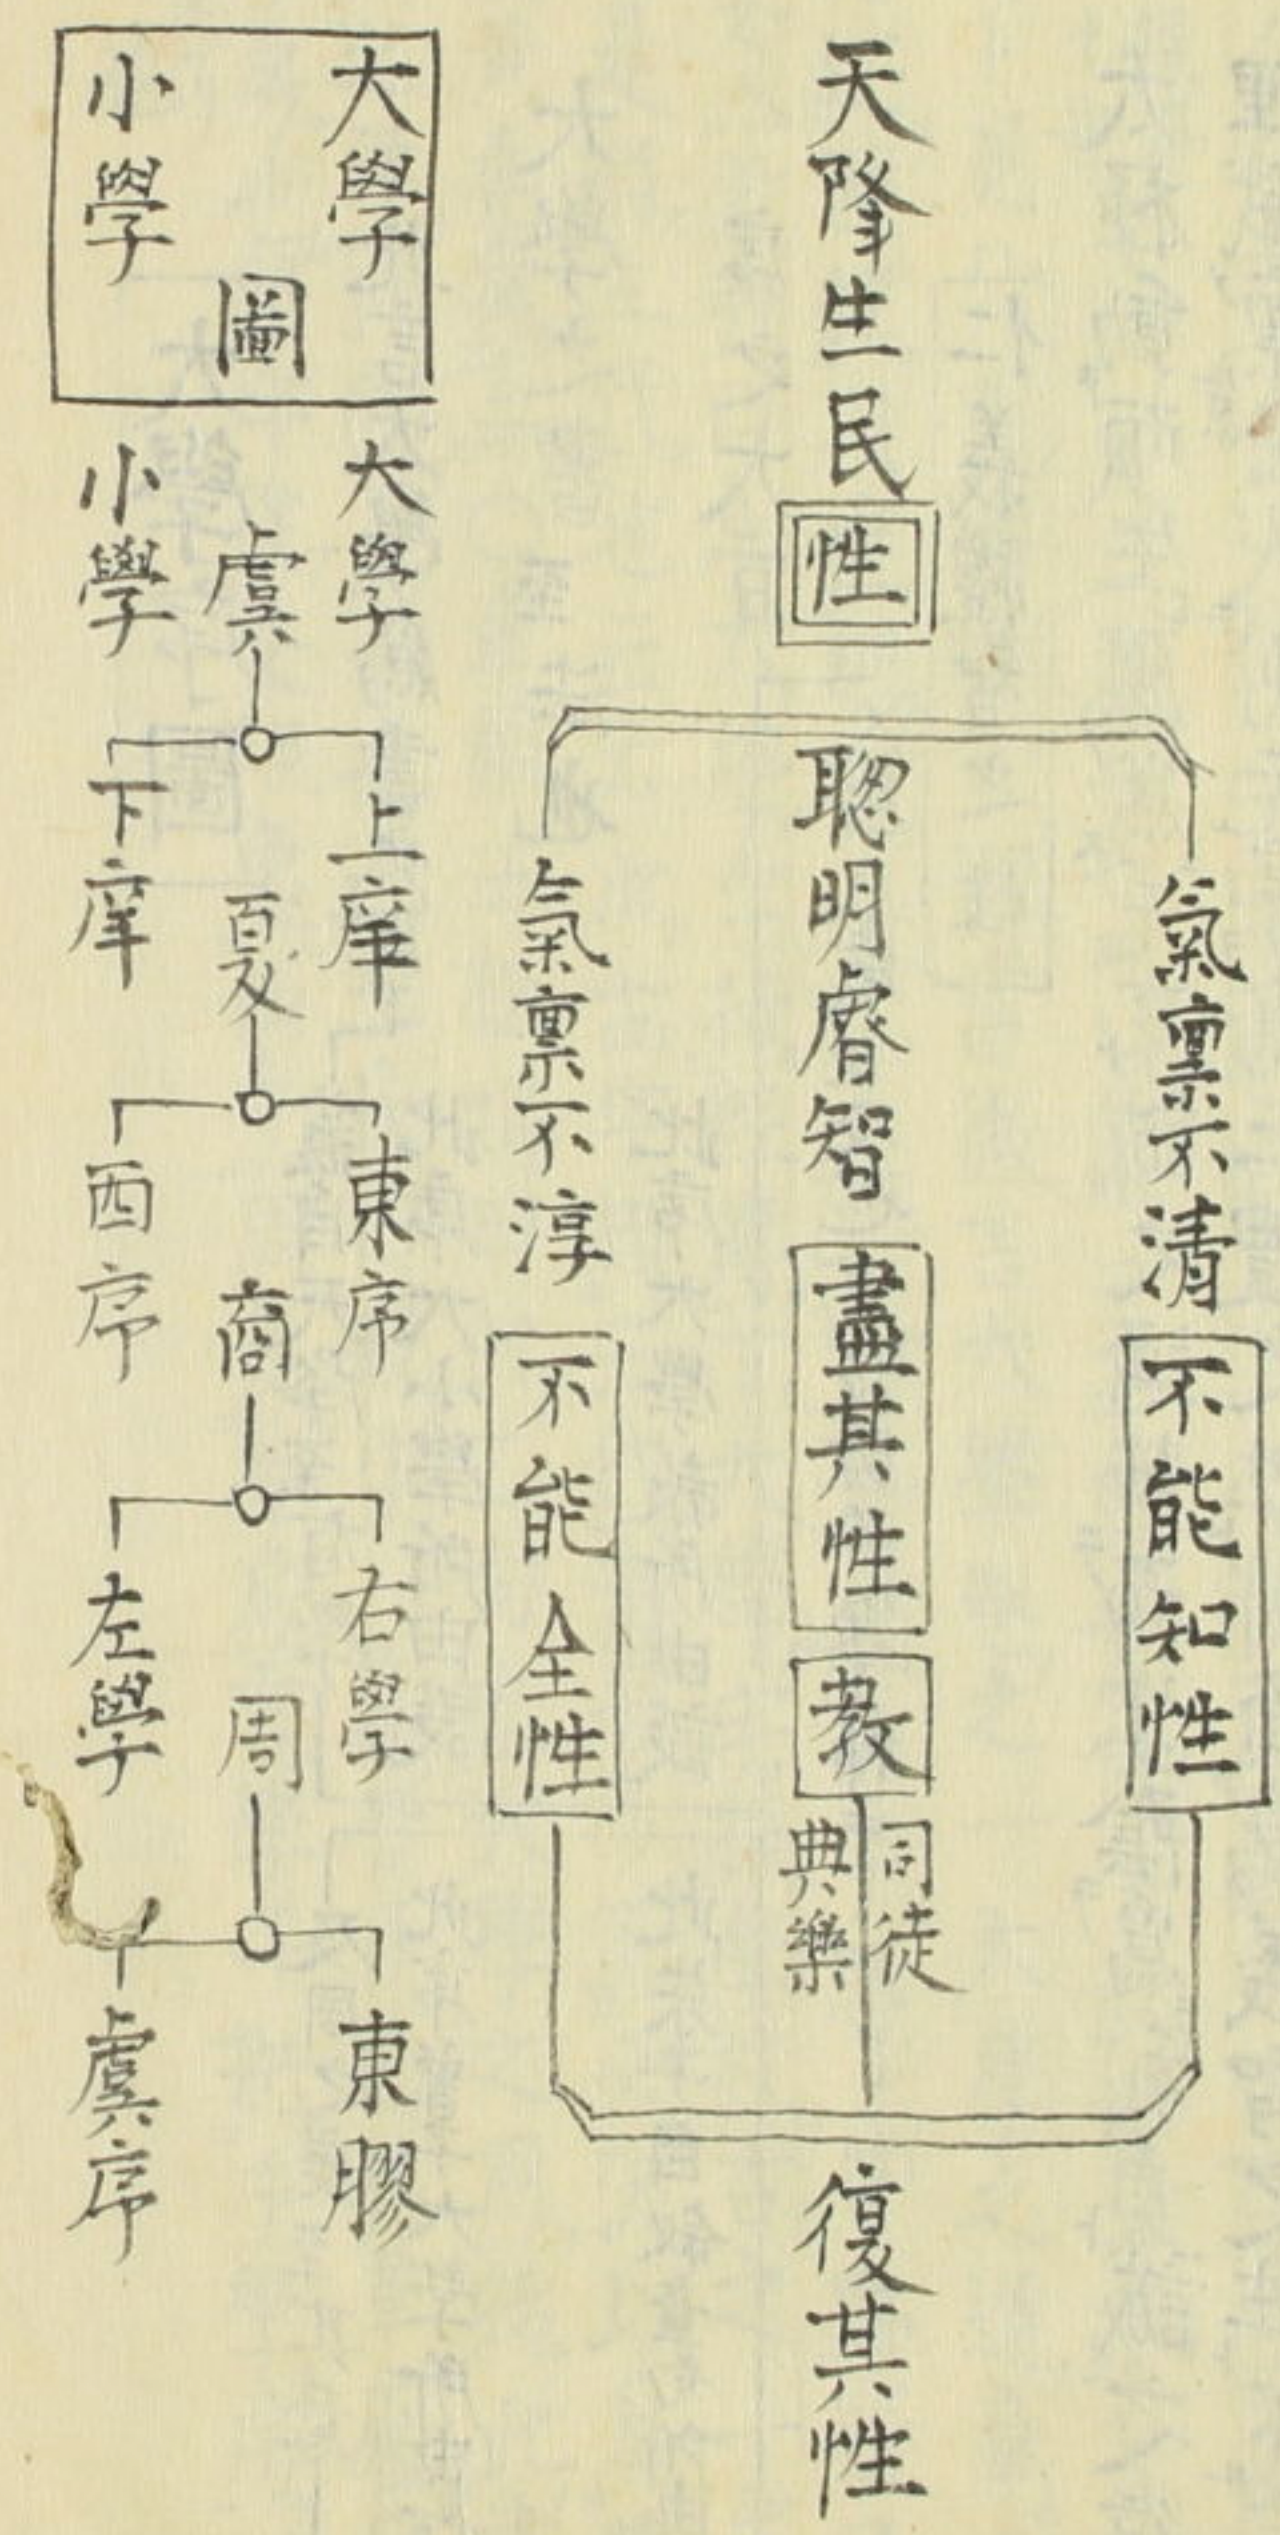 天降生民
性
氣禀不清
不能知性
聦明睿智
盡其性
教
司徒
典樂
氣禀不淳
不能全性
復其性
大學
小學
圖
大學
虞
小學
上庠
下庠
夏
東序
西序
商
右學
左學
周
東膠
虞序